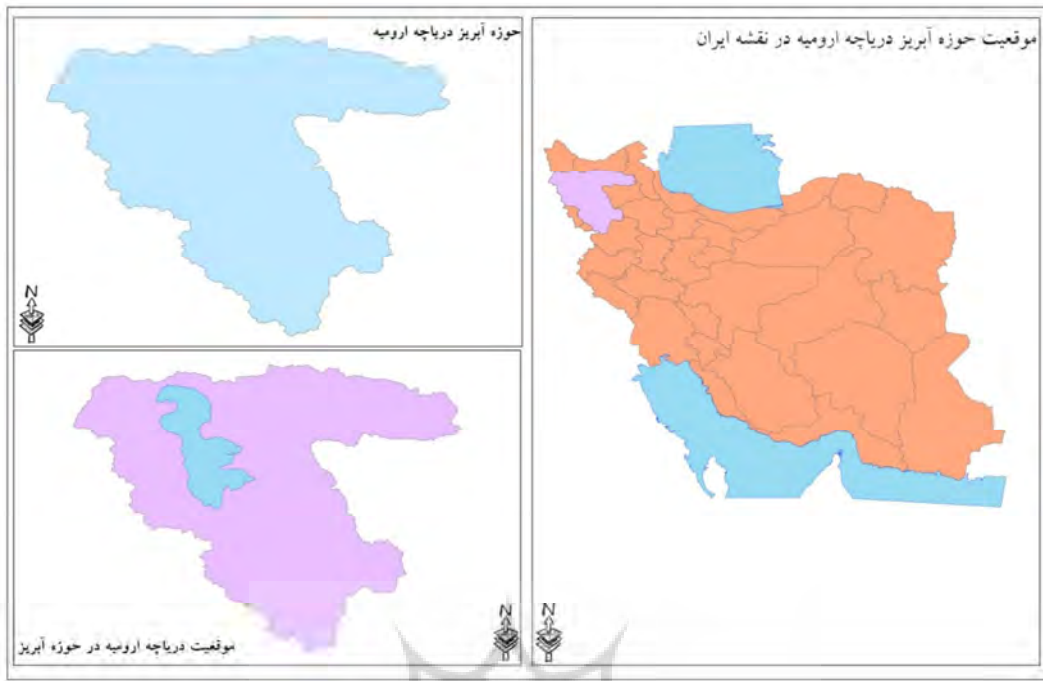 موقعیت حوزه آبریز دریاچه ارومیه در نقشه ایران
حوزه آبریز دریاچه ارومیه
N
موقعیت دریاچه ارومیه در حوزه آبریز
N
N